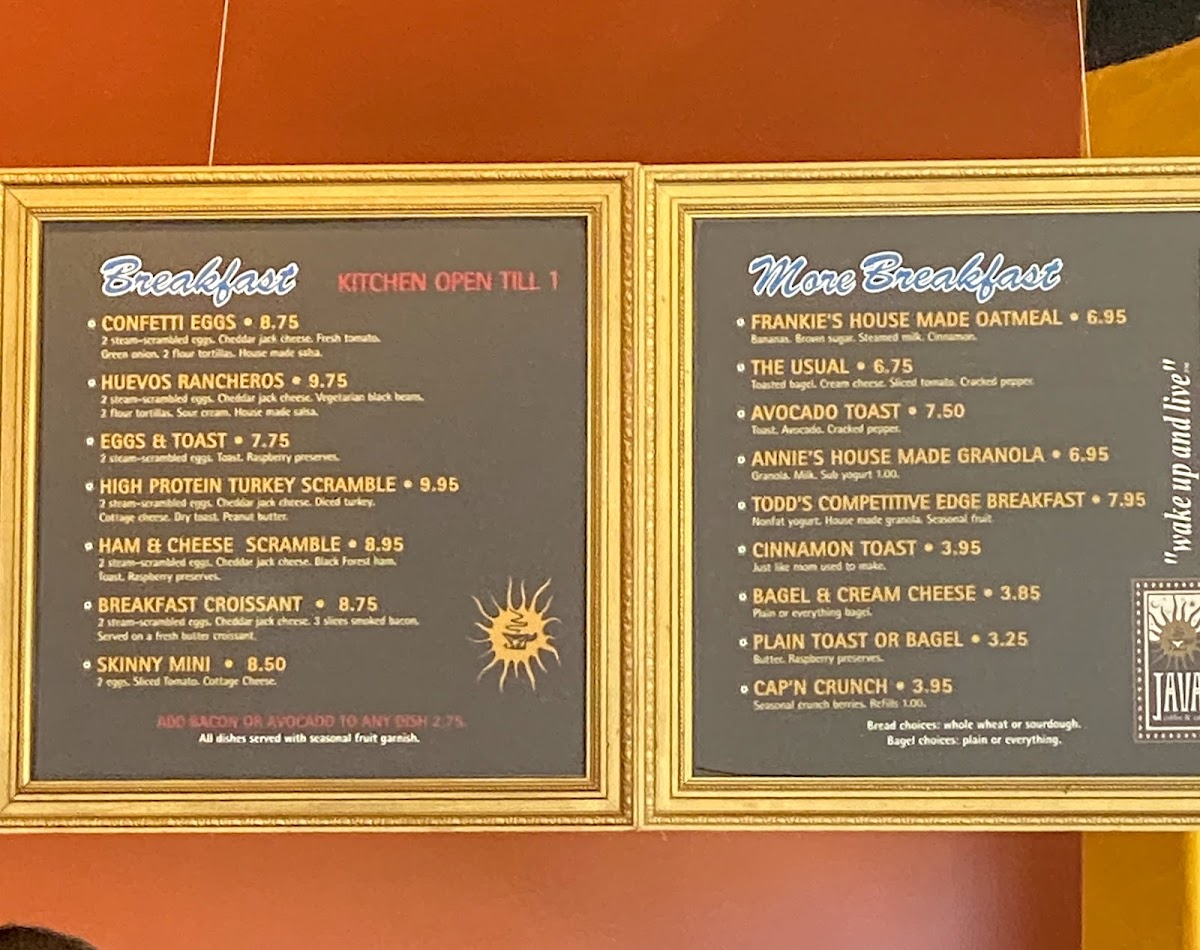 Breakfast
KITCHEN OPEN TILL 1
CONFETTI EGGS • 8.75
2 steam-scrambled eggs. Cheddar jack cheese. Fresh tomato.
Green onion. 2 flour tortillas. House made salsa.
HUEVOS RANCHEROS • 9.75
2 steam-scrambled eggs. Cheddar jack cheese. Vegetarian black beans.
2 flour tortillas. Sour cream. House made salsa.
EGGS & TOAST • 7.75
2 steam-scrambled eggs. Toast. Raspberry preserves.
HIGH PROTEIN TURKEY SCRAMBLE • 9.95
2 steam-scrambled eggs. Cheddar jack cheese. Diced turkey.
Cottage cheese. Dry toast. Peanut butter.
HAM & CHEESE SCRAMBLE • 8.95
2 steam-scrambled eggs. Cheddar jack cheese. Black Forest ham.
Toast. Raspberry preserves.
BREAKFAST CROISSANT • 8.75
2 steam-scrambled eggs. Cheddar jack cheese. 3 slices smoked bacon.
Served on a fresh butter croissant.
SKINNY MINI • 8.50
2 eggs. Sliced Tomato. Cottage Cheese.
ADD BACON OR AVOCADO TO ANY DISH 2.75.
All dishes served with seasonal fruit garnish.
More Breakfast
FRANKIE'S HOUSE MADE OATMEAL • 6.95
Bananas. Brown sugar. Steamed milk. Cinnamon.
THE USUAL • 6.75
Toasted bagel. Cream cheese. Sliced tomato. Cracked pepper.
AVOCADO TOAST • 7.50
Toast. Avocado. Cracked pepper.
ANNIE'S HOUSE MADE GRANOLA • 6.95
Granola. Milk. Sub yogurt 1.00.
TODD'S COMPETITIVE EDGE BREAKFAST • 7.95
Nonfat yogurt. House made granola. Seasonal fruit.
CINNAMON TOAST • 3.95
Just like mom used to make.
BAGEL & CREAM CHEESE • 3.85
Plain or everything bagel.
PLAIN TOAST OR BAGEL • 3.25
Butter. Raspberry preserves.
CAP'N CRUNCH • 3.95
Seasonal crunch berries. Refills 1.00.
Bread choices: whole wheat or sourdough.
Bagel choices: plain or everything.
"wake up and live"
JAVA